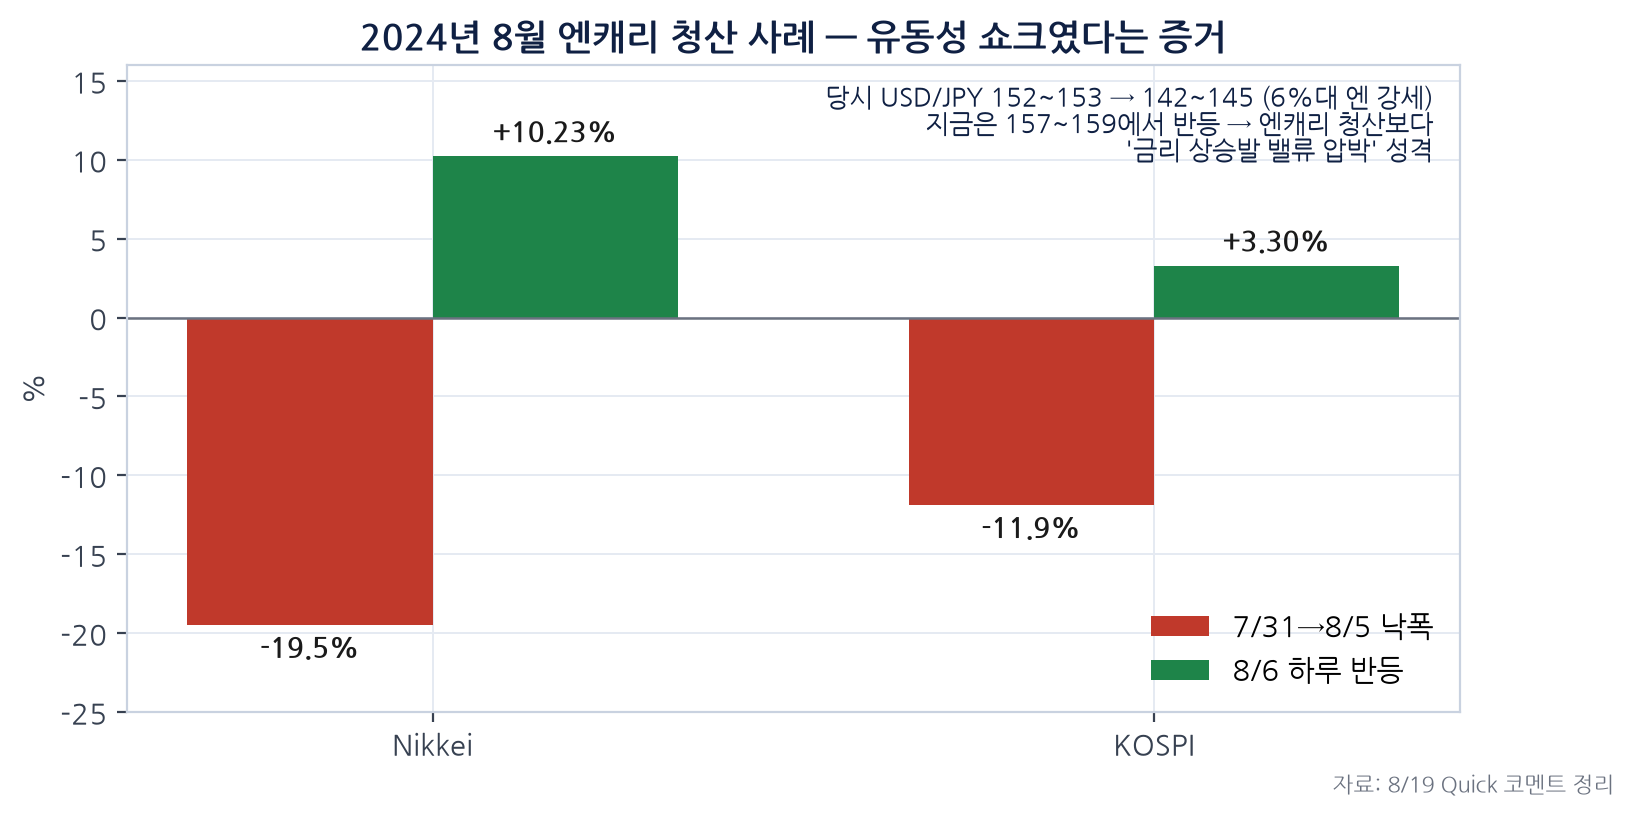 2024년 8월 엔캐리 청산 사례 — 유동성 쇼크였다는 증거
당시 USD/JPY 152~153 → 142~145 (6%대 엔 강세)
지금은 157~159에서 반등 → 엔캐리 청산보다
'금리 상승발 밸류 압박' 성격
15
10
5
0
-5
-10
-15
-20
-25
%
+10.23%
+3.30%
-11.9%
-19.5%
7/31→8/5 낙폭
8/6 하루 반등
Nikkei
KOSPI
자료: 8/19 Quick 코멘트 정리